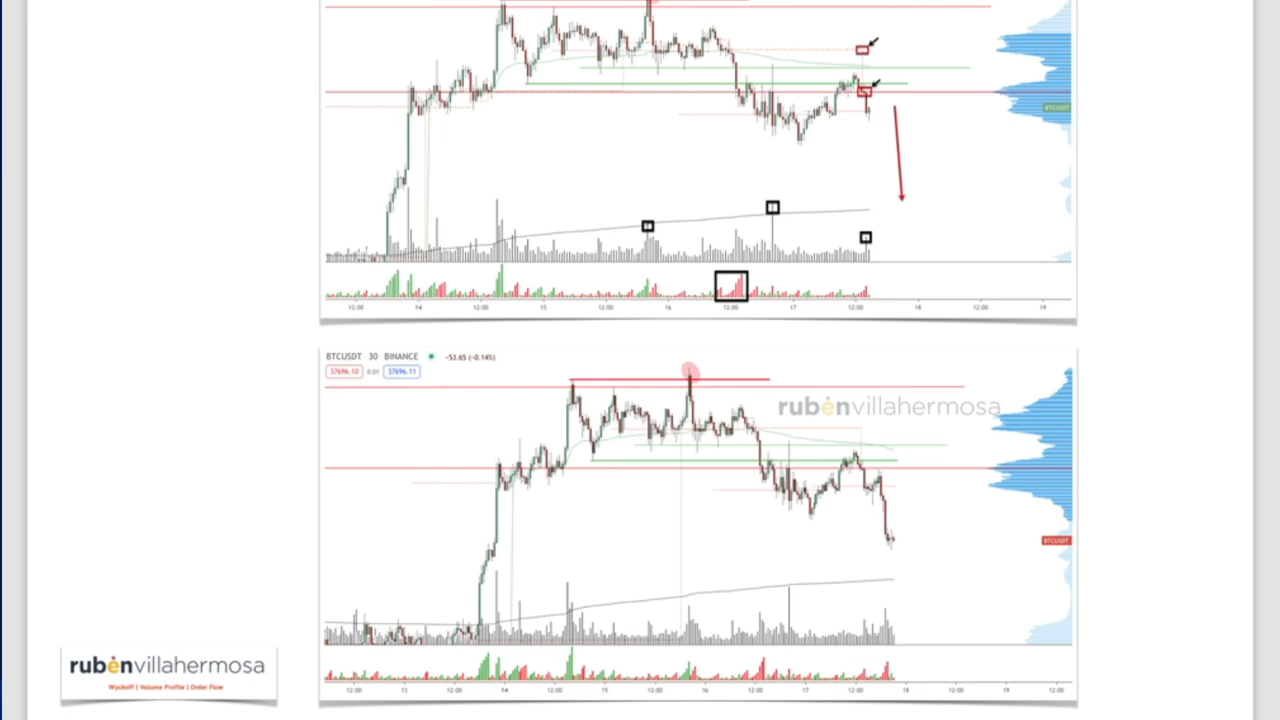 BTCUSDT
12:00 14 12:00 15 12:00 16 12:00 17 12:00 18 12:00 19
BTCUSDT 30 BINANCE -53.65 (-0.14%)
37696.10 0.01 37696.11
rubénvillahermosa
BTCUSDT
rubénvillahermosa
Wyckoff | Volume Profile | Order Flow
12:00 13 12:00 14 12:00 15 12:00 16 12:00 17 12:00 18 12:00 19 12:00